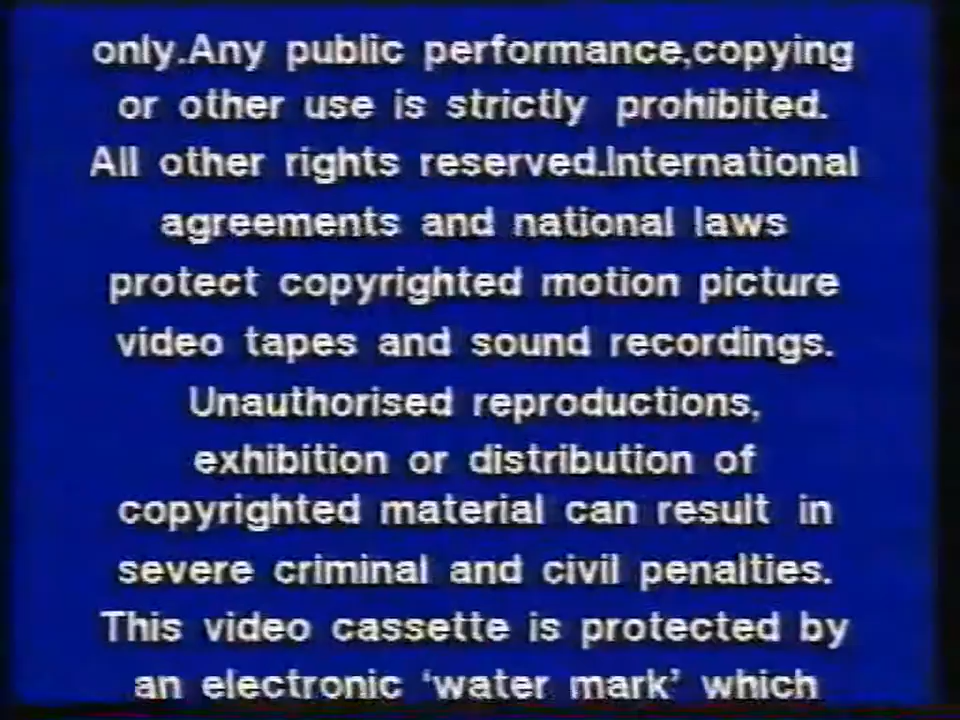 only.Any public performance,copying
or other use is strictly prohibited.
All other rights reserved.International
agreements and national laws
protect copyrighted motion picture
video tapes and sound recordings.
Unauthorised reproductions,
exhibition or distribution of
copyrighted material can result in
severe criminal and civil penalties.
This video cassette is protected by
an electronic ‘water mark’ which